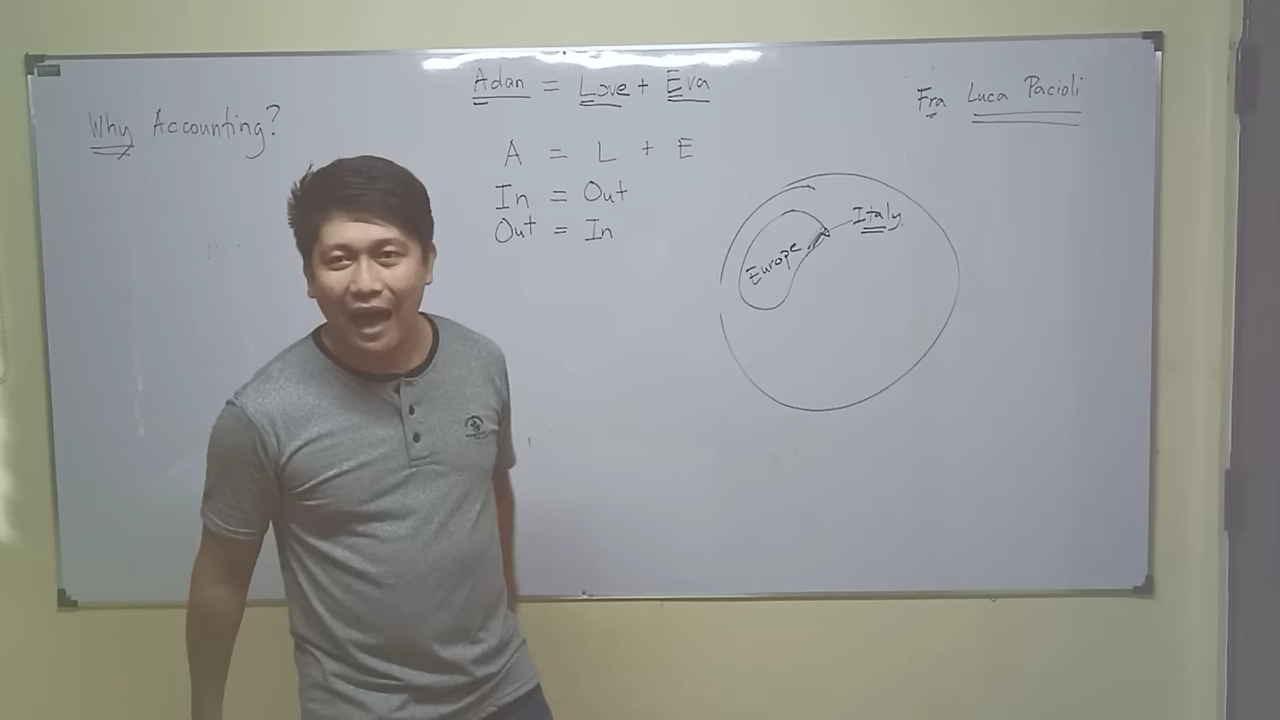 Why Accounting?
Adan = Love + Eva
A = L + E
In = Out
Out = In
Fra Luca Pacioli
Europe
Italy